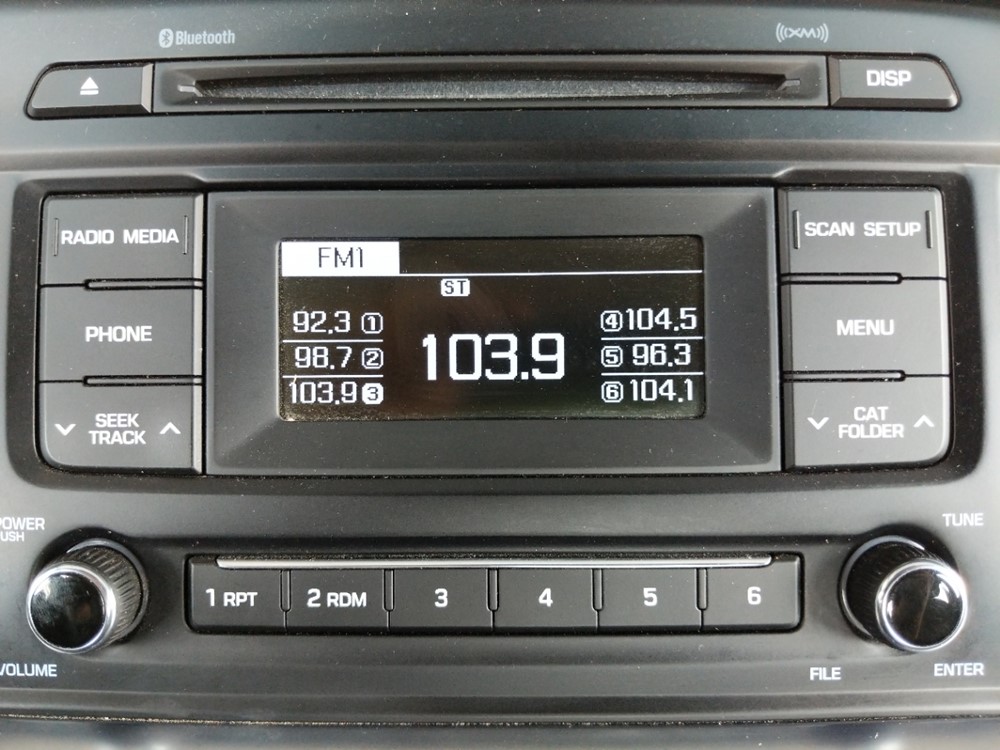 Bluetooth
((XM))
DISP
RADIO MEDIA
SCAN SETUP
FM1
ST
PHONE
92.3 1
98.7 2
103.9 3
103.9
4 104.5
5 96.3
6 104.1
MENU
SEEK
TRACK
CAT
FOLDER
POWER
TUNE
1 RPT
2 RDM
3
4
5
6
VOLUME
FILE
ENTER